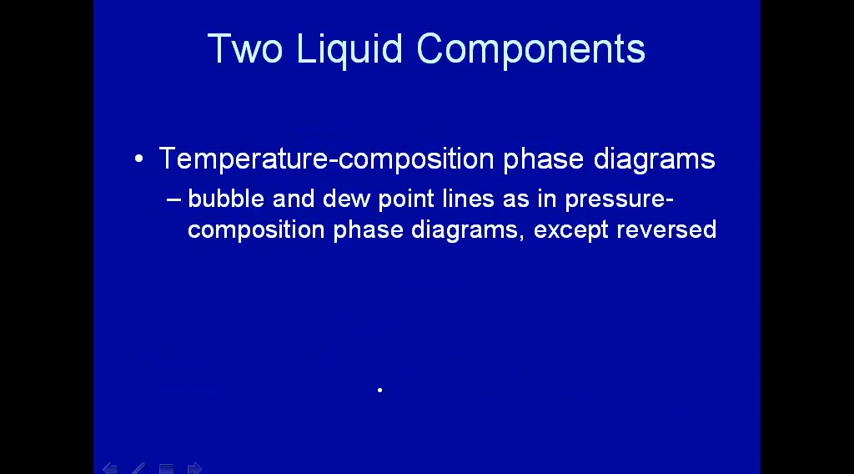 Two Liquid Components
• Temperature-composition phase diagrams
– bubble and dew point lines as in pressure-
composition phase diagrams, except reversed